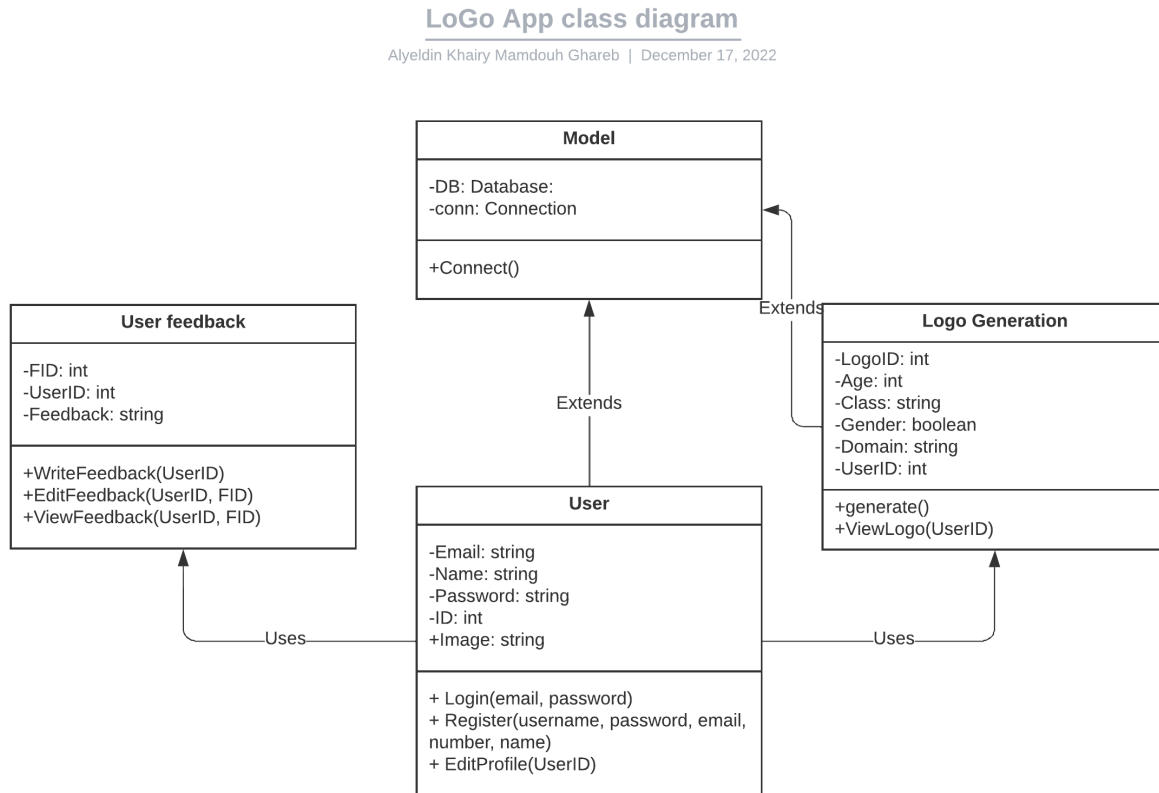 LoGo App class diagram
Alyeldin Khairy Mamdouh Ghareb | December 17, 2022
Model
-DB: Database:
-conn: Connection
+Connect()
Extends
User feedback
-FID: int
-UserID: int
-Feedback: string
+WriteFeedback(UserID)
+EditFeedback(UserID, FID)
+ViewFeedback(UserID, FID)
Extends
Logo Generation
-LogoID: int
-Age: int
-Class: string
-Gender: boolean
-Domain: string
-UserID: int
+generate()
+ViewLogo(UserID)
User
-Email: string
-Name: string
-Password: string
-ID: int
+Image: string
+ Login(email, password)
+ Register(username, password, email,
number, name)
+ EditProfile(UserID)
Uses
Uses